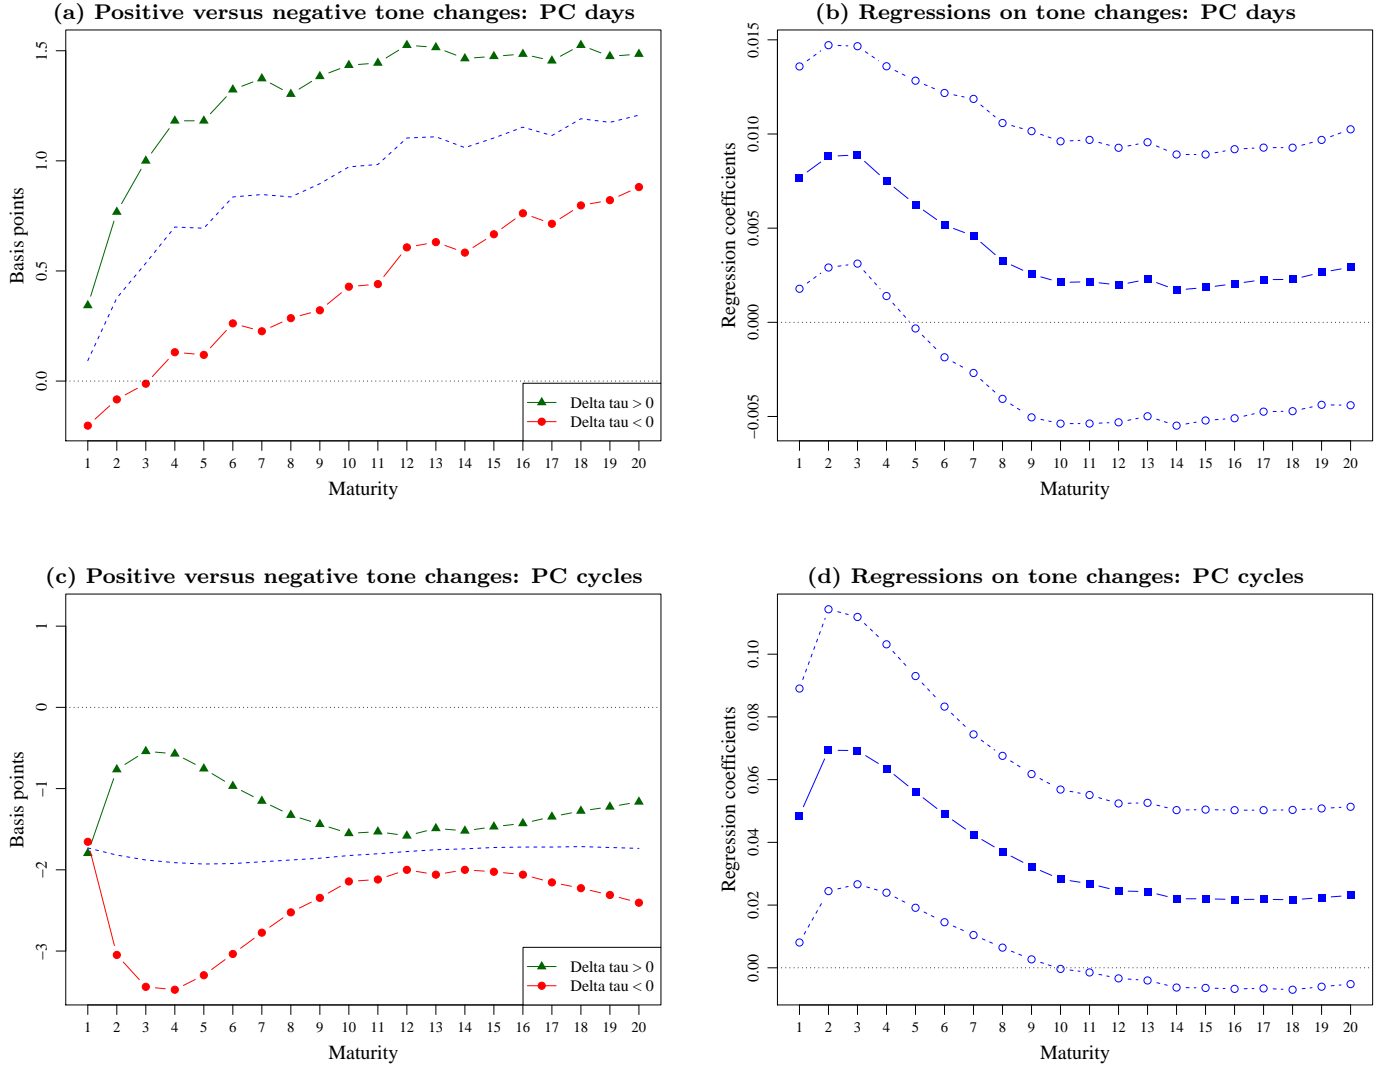 (a) Positive versus negative tone changes: PC days
Basis points
1.5
1.0
0.5
0.0
Delta tau > 0
Delta tau < 0
1 2 3 4 5 6 7 8 9 10 11 12 13 14 15 16 17 18 19 20
Maturity
(b) Regressions on tone changes: PC days
Regression coefficients
0.015
0.010
0.005
0.000
−0.005
1 2 3 4 5 6 7 8 9 10 11 12 13 14 15 16 17 18 19 20
Maturity
(c) Positive versus negative tone changes: PC cycles
Basis points
1
0
−1
−2
−3
Delta tau > 0
Delta tau < 0
1 2 3 4 5 6 7 8 9 10 11 12 13 14 15 16 17 18 19 20
Maturity
(d) Regressions on tone changes: PC cycles
Regression coefficients
0.10
0.08
0.06
0.04
0.02
0.00
1 2 3 4 5 6 7 8 9 10 11 12 13 14 15 16 17 18 19 20
Maturity